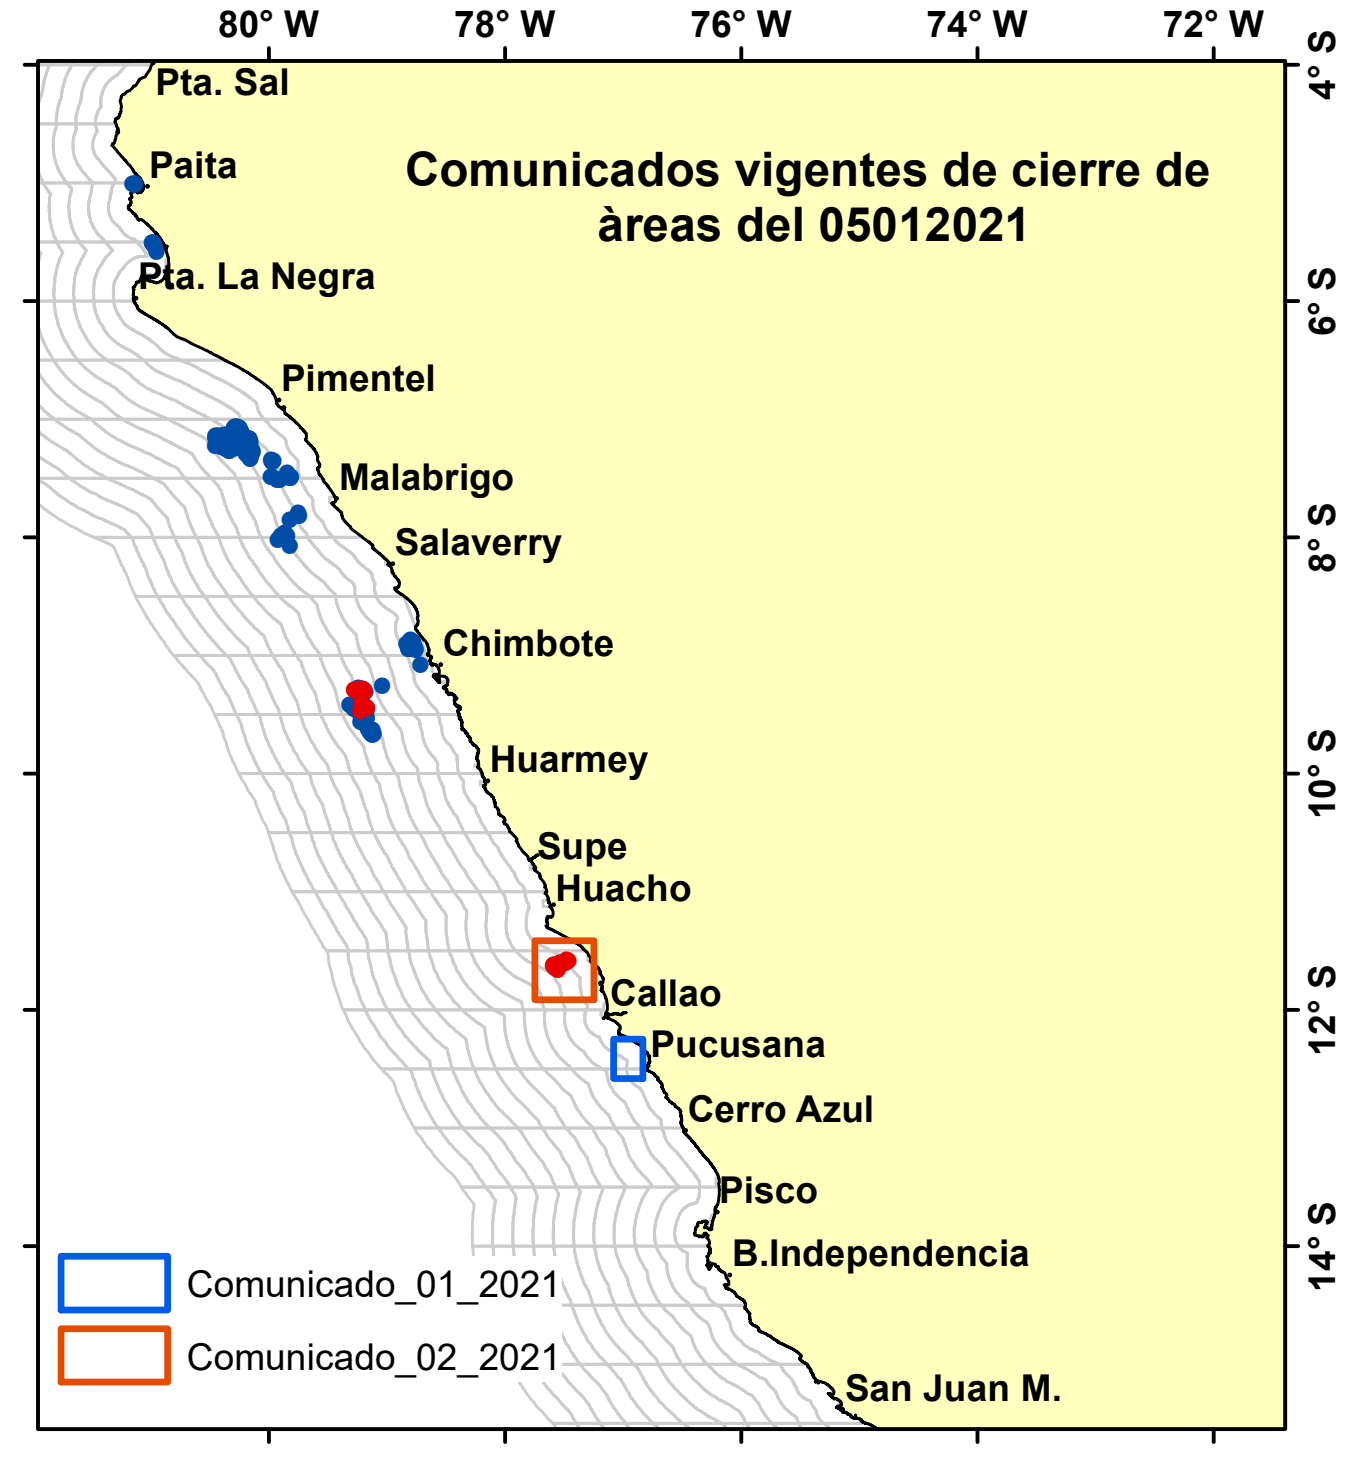 80° W
78° W
76° W
74° W
72° W
4° S
Pta. Sal
Paita
Comunicados vigentes de cierre de
àreas del 05012021
Pta. La Negra
6° S
Pimentel
Malabrigo
Salaverry
8° S
Chimbote
Huarmey
10° S
Supe
Huacho
Callao
12° S
Pucusana
Cerro Azul
Pisco
B.Independencia
14° S
Comunicado_01_2021
Comunicado_02_2021
San Juan M.